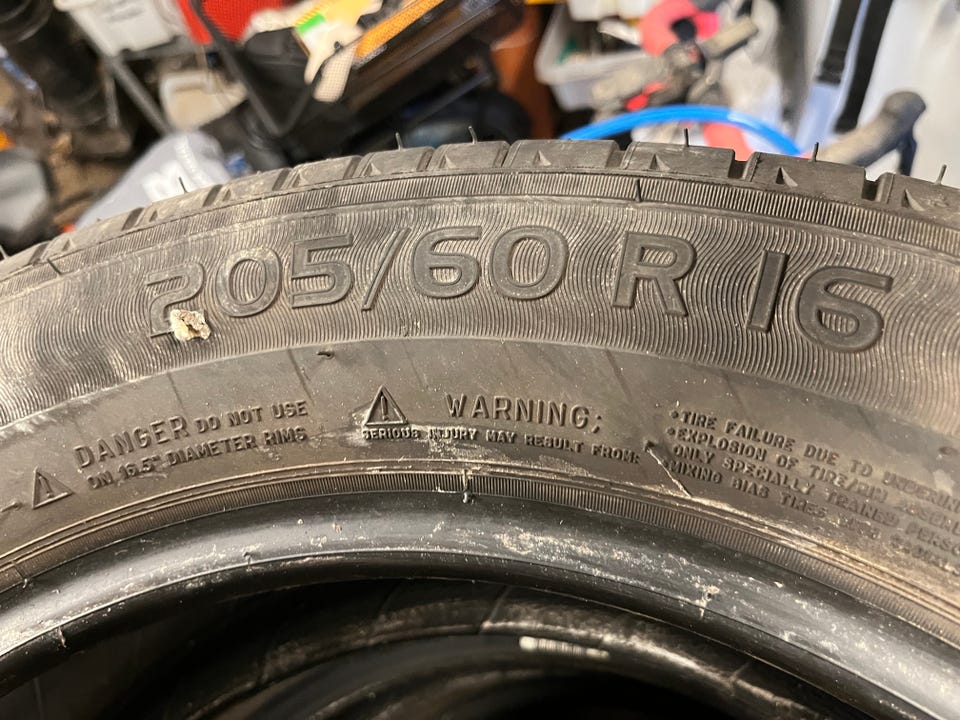 205/60 R 16
DANGER DO NOT USE
ON 16.5" DIAMETER RIMS
WARNING;
SERIOUS INJURY MAY RESULT FROM:
•TIRE FAILURE DUE TO
•EXPLOSION OF TIRE/RIM
ONLY SPECIALLY TRAINED
MIXING BIAS TIRES